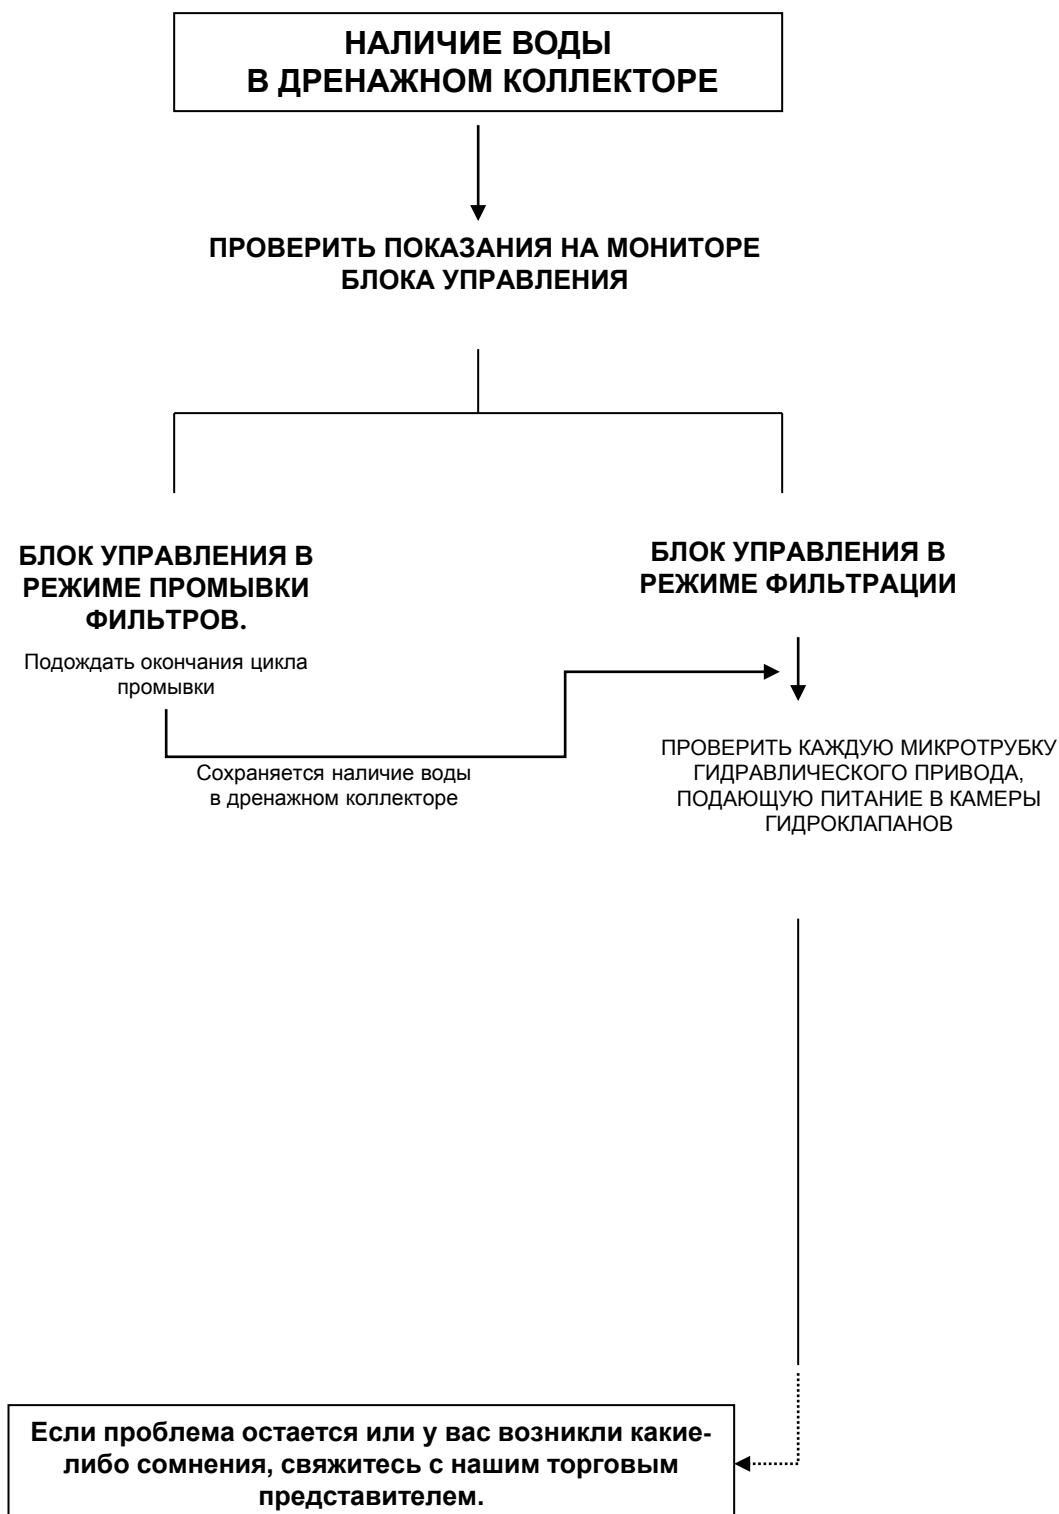 НАЛИЧИЕ ВОДЫ
В ДРЕНАЖНОМ КОЛЛЕКТОРЕ
ПРОВЕРИТЬ ПОКАЗАНИЯ НА МОНИТОРЕ
БЛОКА УПРАВЛЕНИЯ
БЛОК УПРАВЛЕНИЯ В
РЕЖИМЕ ПРОМЫВКИ
ФИЛЬТРОВ.
Подождать окончания цикла
промывки
Сохраняется наличие воды
в дренажном коллекторе
БЛОК УПРАВЛЕНИЯ В
РЕЖИМЕ ФИЛЬТРАЦИИ
ПРОВЕРИТЬ КАЖДУЮ МИКРОТРУБКУ
ГИДРАВЛИЧЕСКОГО ПРИВОДА,
ПОДАЮЩУЮ ПИТАНИЕ В КАМЕРЫ
ГИДРОКЛАПАНОВ
Если проблема остается или у вас возникли какие-
либо сомнения, свяжитесь с нашим торговым
представителем.